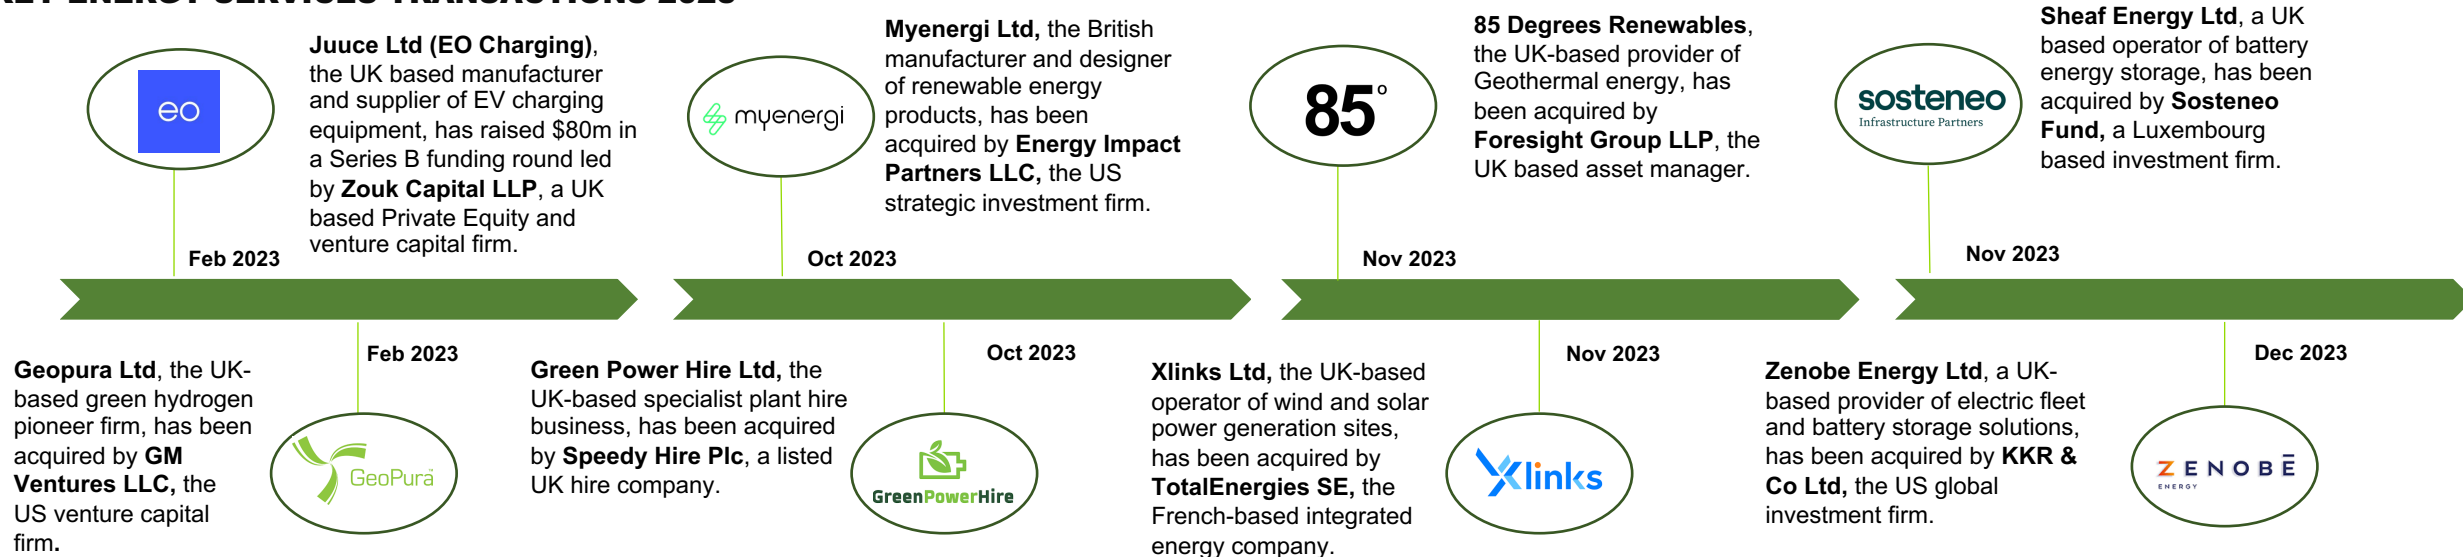 KEY ENERGY SERVICES TRANSACTIONS 2023
eo
Juuce Ltd (EO Charging),
the UK based manufacturer
and supplier of EV charging
equipment, has raised $80m in
a Series B funding round led
by Zouk Capital LLP, a UK
based Private Equity and
venture capital firm.
Feb 2023
myenergi
Myenergi Ltd, the British
manufacturer and designer
of renewable energy
products, has been
acquired by Energy Impact
Partners LLC, the US
strategic investment firm.
Oct 2023
85°
85 Degrees Renewables,
the UK-based provider of
Geothermal energy, has
been acquired by
Foresight Group LLP, the
UK based asset manager.
Nov 2023
sosteneo
Infrastructure Partners
Sheaf Energy Ltd, a UK
based operator of battery
energy storage, has been
acquired by Sosteneo
Fund, a Luxembourg
based investment firm.
Nov 2023
Geopura Ltd, the UK-
based green hydrogen
pioneer firm, has been
acquired by GM
Ventures LLC, the
US venture capital
firm.
Feb 2023
GeoPura
Green Power Hire Ltd, the
UK-based specialist plant hire
business, has been acquired
by Speedy Hire Plc, a listed
UK hire company.
Oct 2023
GreenPowerHire
Xlinks Ltd, the UK-based
operator of wind and solar
power generation sites,
has been acquired by
TotalEnergies SE, the
French-based integrated
energy company.
Nov 2023
Xlinks
Zenobe Energy Ltd, a UK-
based provider of electric fleet
and battery storage solutions,
has been acquired by KKR &
Co Ltd, the US global
investment firm.
Dec 2023
ZENOBĒ
ENERGY